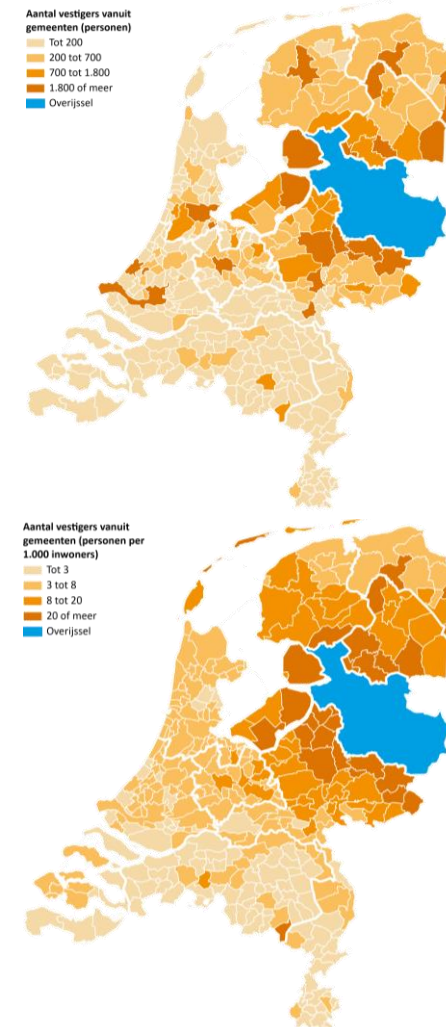 Aantal vestigers vanuit
gemeenten (personen)
Tot 200
200 tot 700
700 tot 1.800
1.800 of meer
Overijssel
Aantal vestigers vanuit
gemeenten (personen per
1.000 inwoners)
Tot 3
3 tot 8
8 tot 20
20 of meer
Overijssel